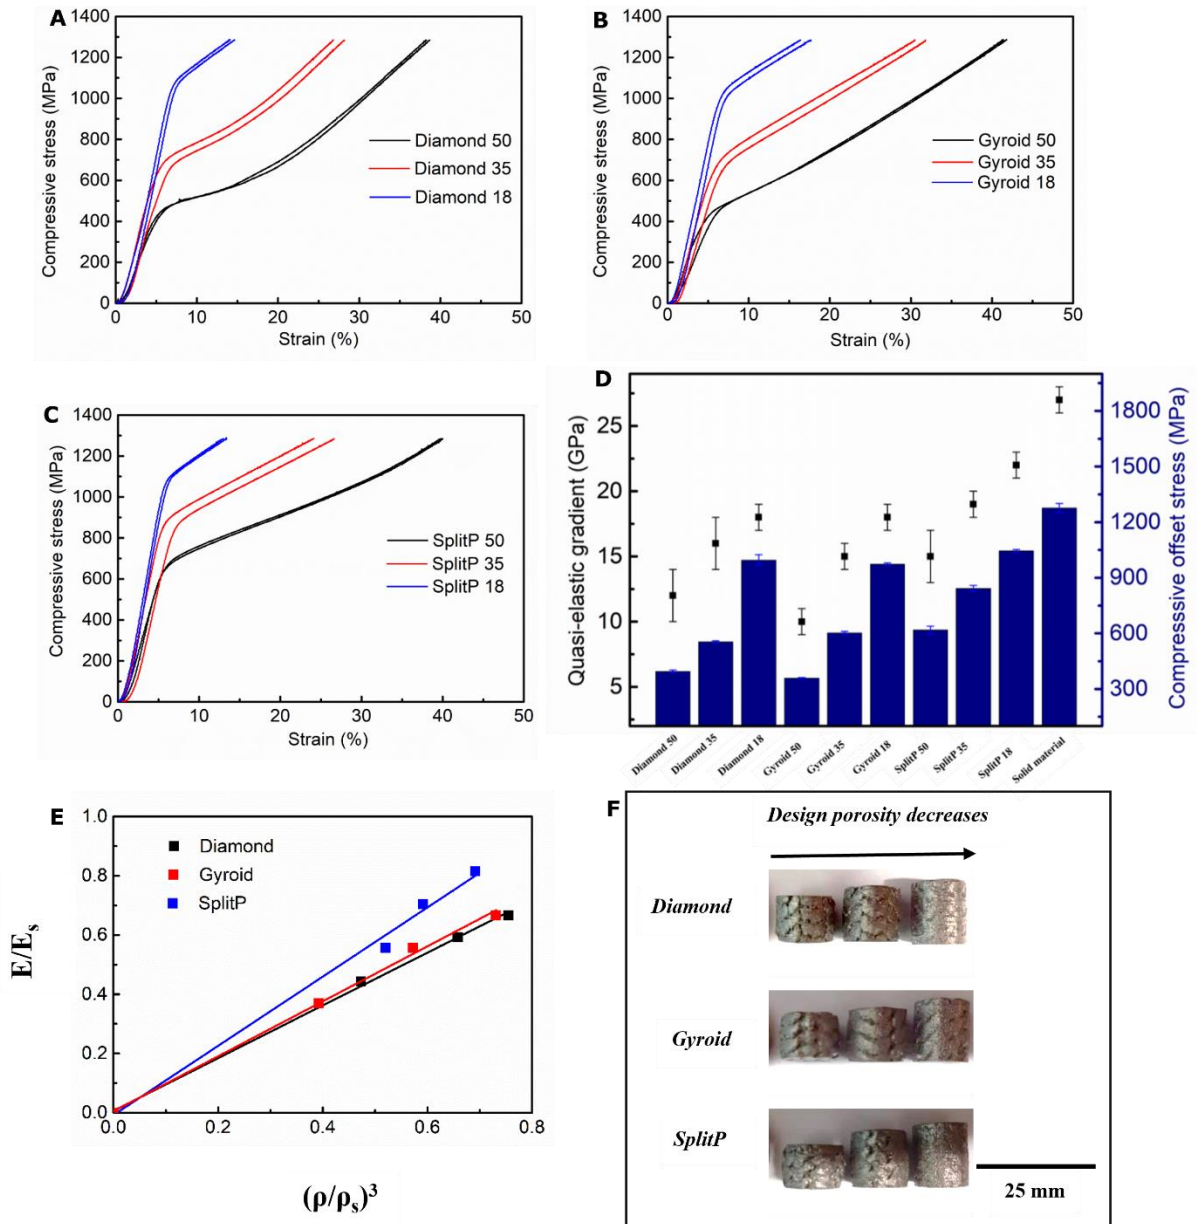 A
1400
1200
1000
800
600
400
200
0
Compressive stress (MPa)
Diamond 50
Diamond 35
Diamond 18
0 10 20 30 40 50
Strain (%)
B
1400
1200
1000
800
600
400
200
0
Compressive stress (MPa)
Gyroid 50
Gyroid 35
Gyroid 18
0 10 20 30 40 50
Strain (%)
C
1400
1200
1000
800
600
400
200
0
Compressive stress (MPa)
SplitP 50
SplitP 35
SplitP 18
0 10 20 30 40 50
Strain (%)
D
25
20
15
10
5
Quasi-elastic gradient (GPa)
1800
1500
1200
900
600
300
Compresssive offset stress (MPa)
Diamond 50
Diamond 35
Diamond 18
Gyroid 50
Gyroid 35
Gyroid 18
SplitP 50
SplitP 35
SplitP 18
Solid material
E
1.0
0.8
0.6
0.4
0.2
0.0
E/Es
Diamond
Gyroid
SplitP
0.0 0.2 0.4 0.6 0.8
(ρ/ρs)3
F
Design porosity decreases
Diamond
Gyroid
SplitP
25 mm